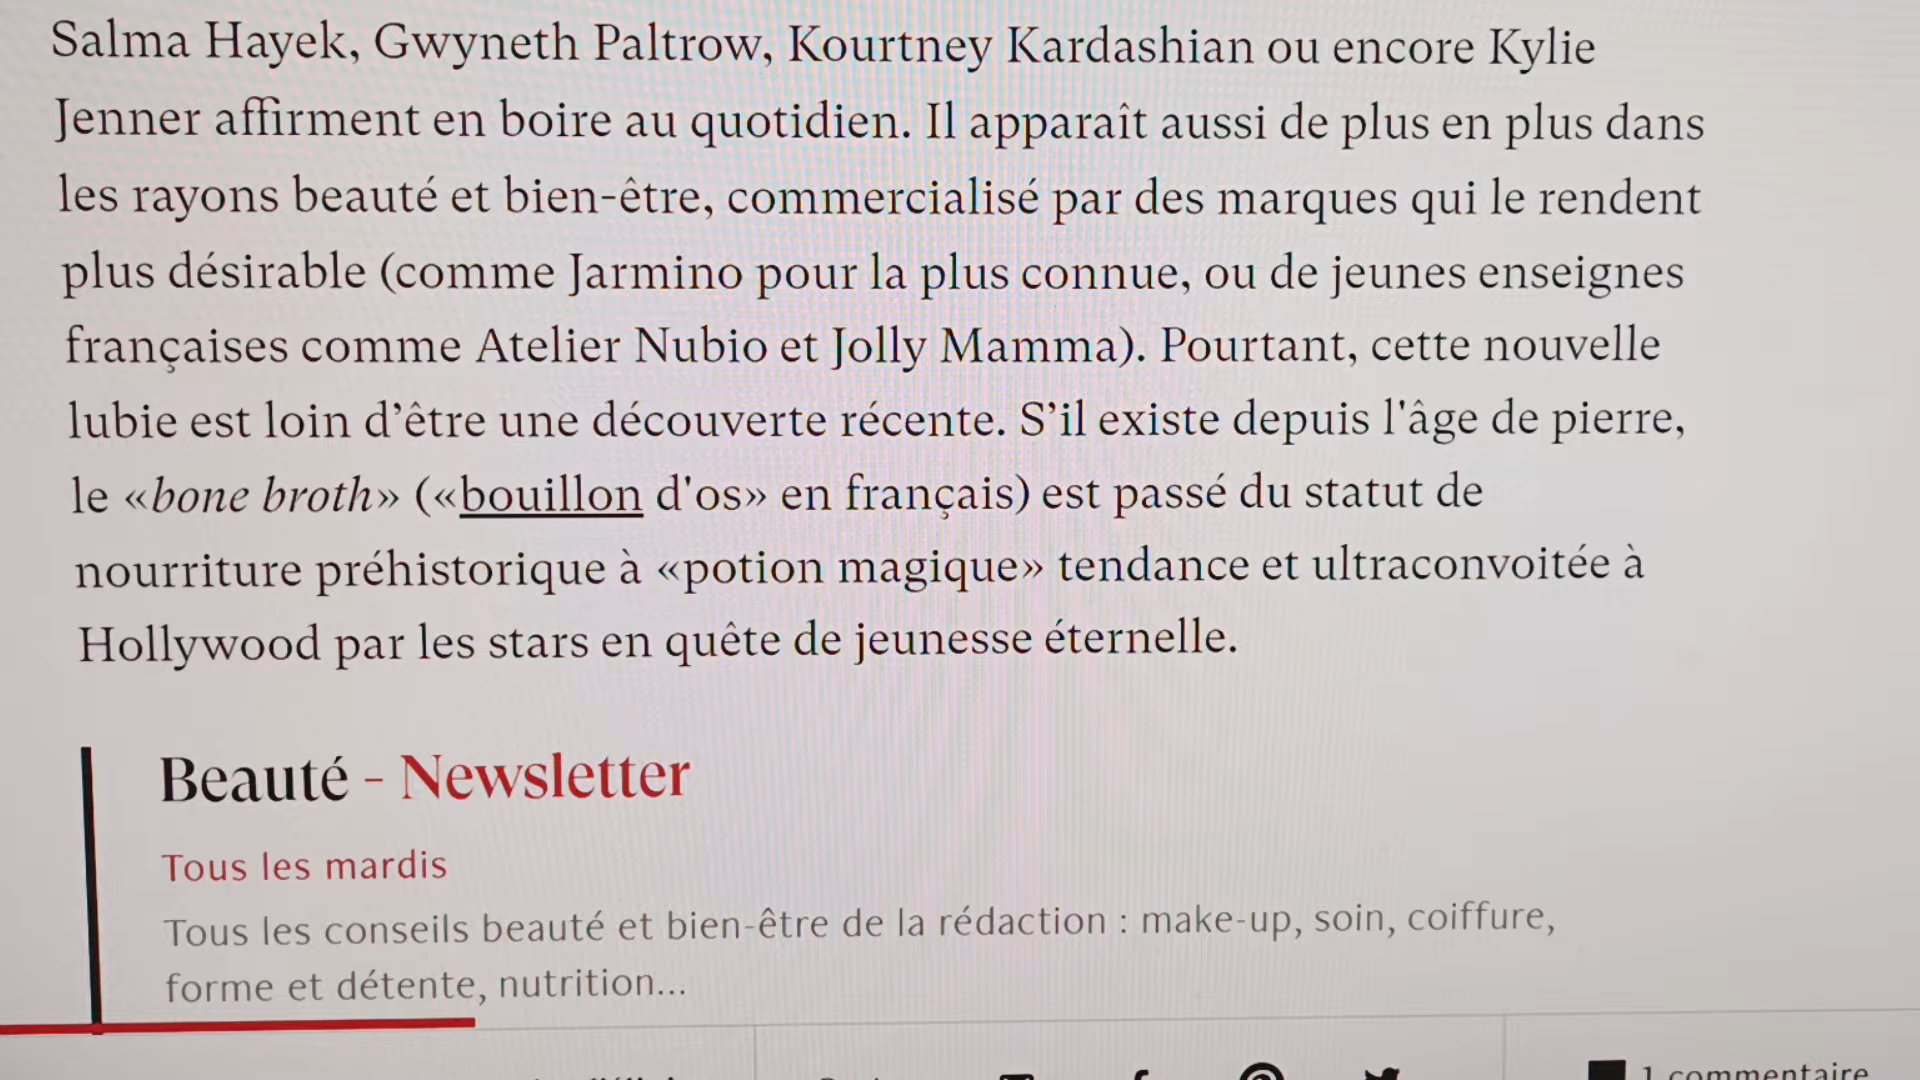 Salma Hayek, Gwyneth Paltrow, Kourtney Kardashian ou encore Kylie
Jenner affirment en boire au quotidien. Il apparaît aussi de plus en plus dans
les rayons beauté et bien-être, commercialisé par des marques qui le rendent
plus désirable (comme Jarmino pour la plus connue, ou de jeunes enseignes
françaises comme Atelier Nubio et Jolly Mamma). Pourtant, cette nouvelle
lubie est loin d’être une découverte récente. S’il existe depuis l'âge de pierre,
le «bone broth» («bouillon d'os» en français) est passé du statut de
nourriture préhistorique à «potion magique» tendance et ultraconvoitée à
Hollywood par les stars en quête de jeunesse éternelle.
Beauté - Newsletter
Tous les mardis
Tous les conseils beauté et bien-être de la rédaction : make-up, soin, coiffure,
forme et détente, nutrition...
1 commentaire